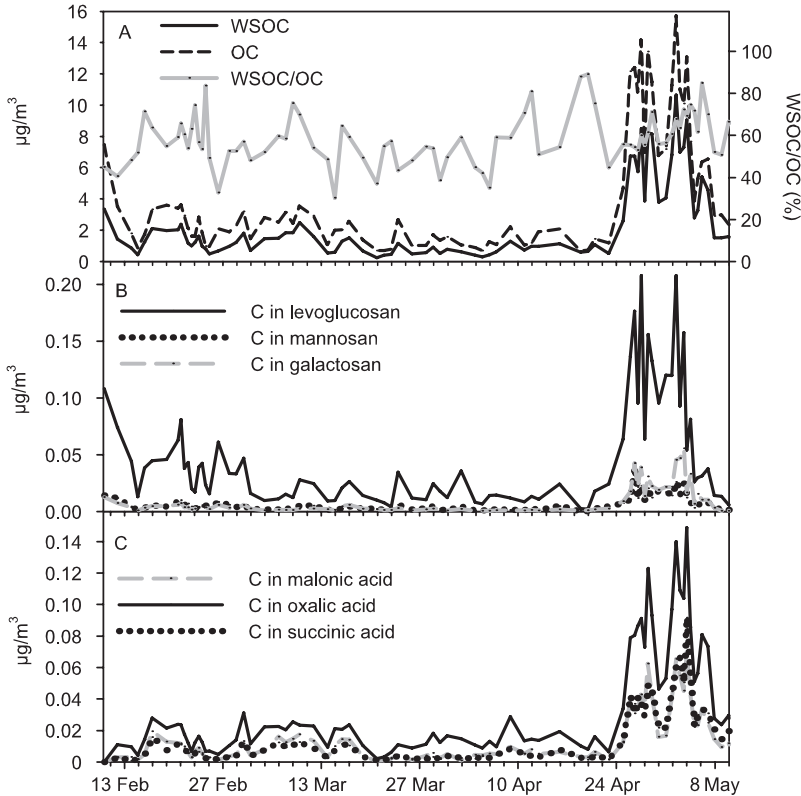 A
WSOC
OC
WSOC/OC
16
14
12
10
8
6
4
2
0
µg/m³
100
80
60
40
20
0
WSOC/OC (%)
B
C in levoglucosan
C in mannosan
C in galactosan
0.20
0.15
0.10
0.05
0.00
µg/m³
C
C in malonic acid
C in oxalic acid
C in succinic acid
0.14
0.12
0.10
0.08
0.06
0.04
0.02
0
µg/m³
13 Feb 27 Feb 13 Mar 27 Mar 10 Apr 24 Apr 8 May